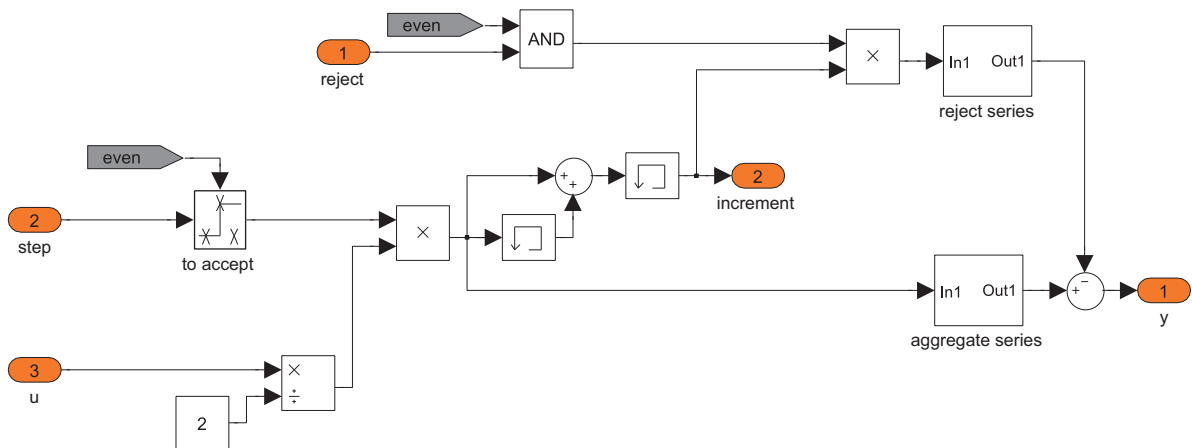 even
AND
1
reject
×
In1 Out1
reject series
even
+
+
2
increment
2
step
to accept
×
In1 Out1
aggregate series
+
−
1
y
3
u
×
÷
2